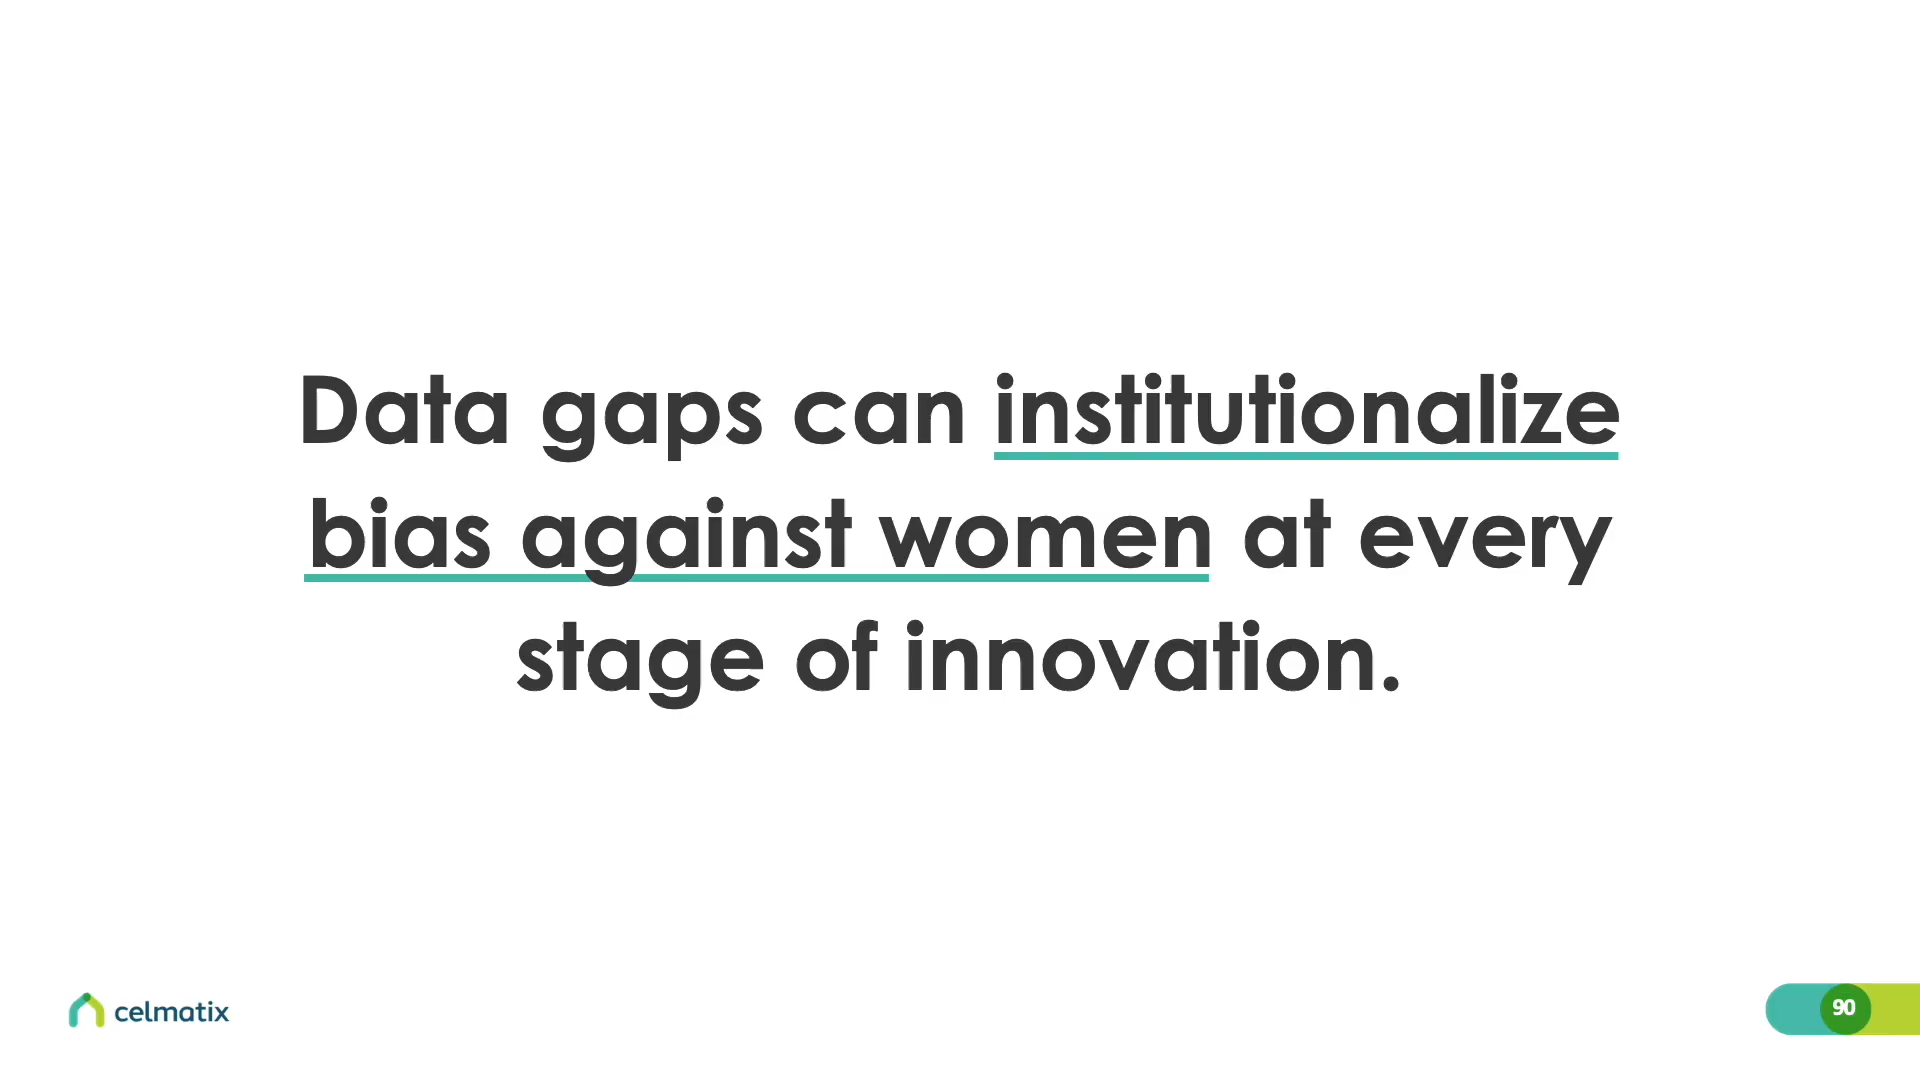 Data gaps can institutionalize
bias against women at every
stage of innovation.
celmatix
90